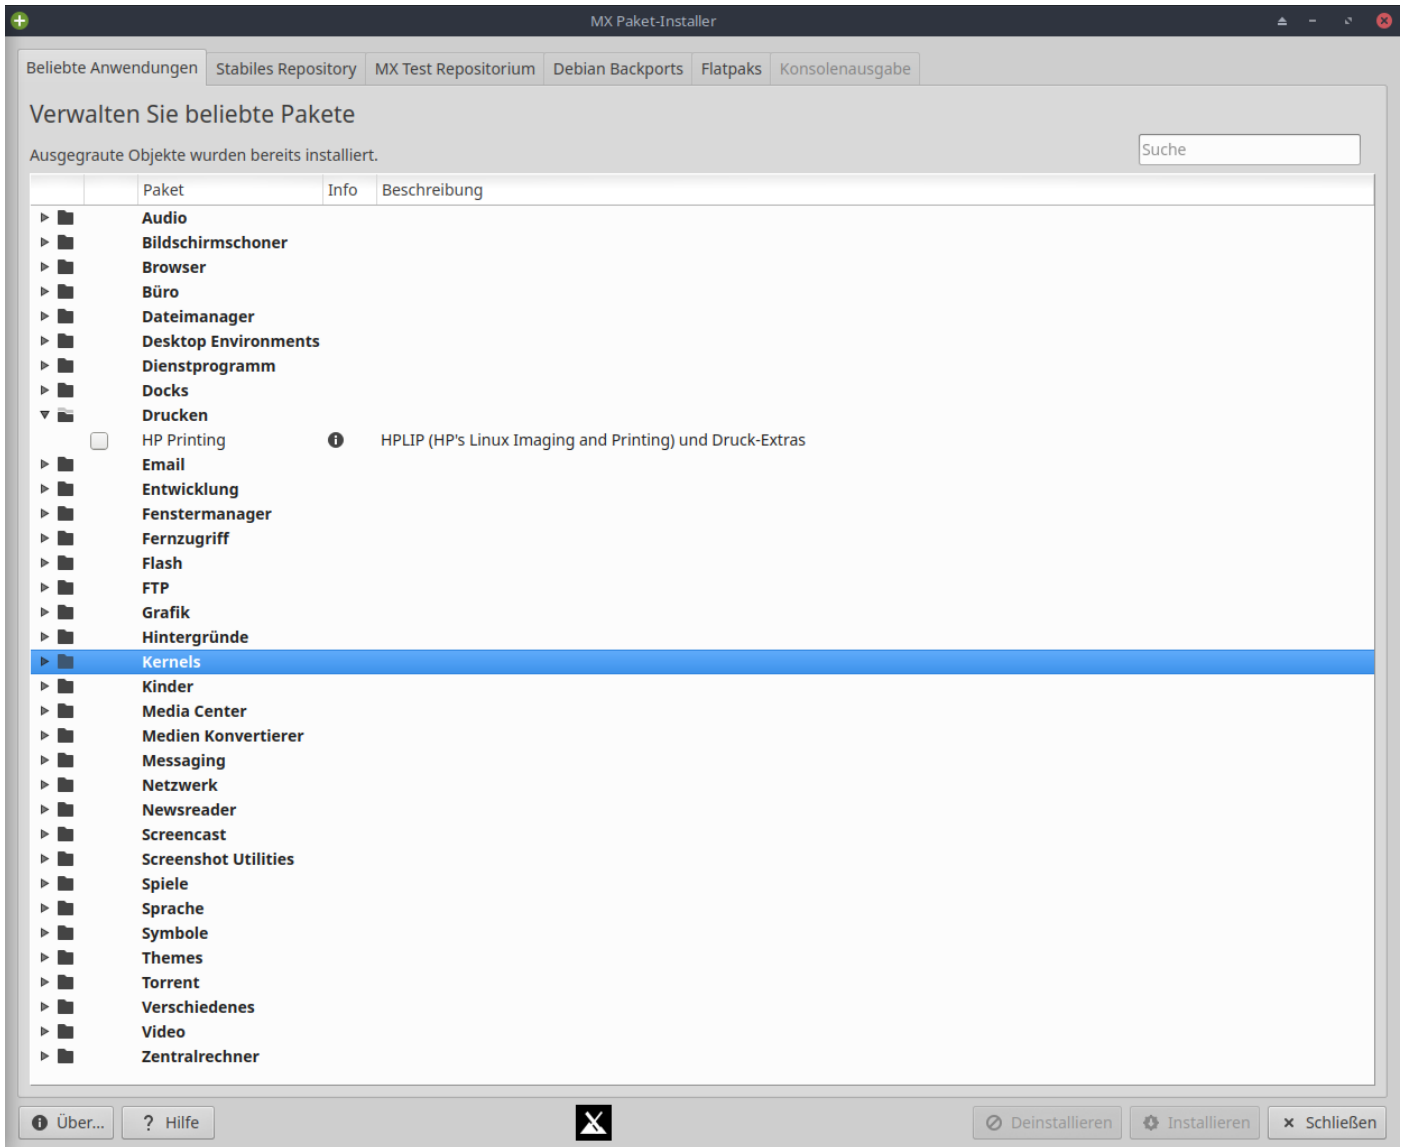 MX Paket-Installer
Beliebte Anwendungen Stabiles Repository MX Test Repositorium Debian Backports Flatpaks Konsolenausgabe
Verwalten Sie beliebte Pakete
Ausgegraute Objekte wurden bereits installiert. Suche
Paket Info Beschreibung
Audio
Bildschirmschoner
Browser
Büro
Dateimanager
Desktop Environments
Dienstprogramm
Docks
Drucken
HP Printing HPLIP (HP's Linux Imaging and Printing) und Druck-Extras
Email
Entwicklung
Fenstermanager
Fernzugriff
Flash
FTP
Grafik
Hintergründe
Kernels
Kinder
Media Center
Medien Konvertierer
Messaging
Netzwerk
Newsreader
Screencast
Screenshot Utilities
Spiele
Sprache
Symbole
Themes
Torrent
Verschiedenes
Video
Zentralrechner
Über... ? Hilfe Deinstallieren Installieren Schließen